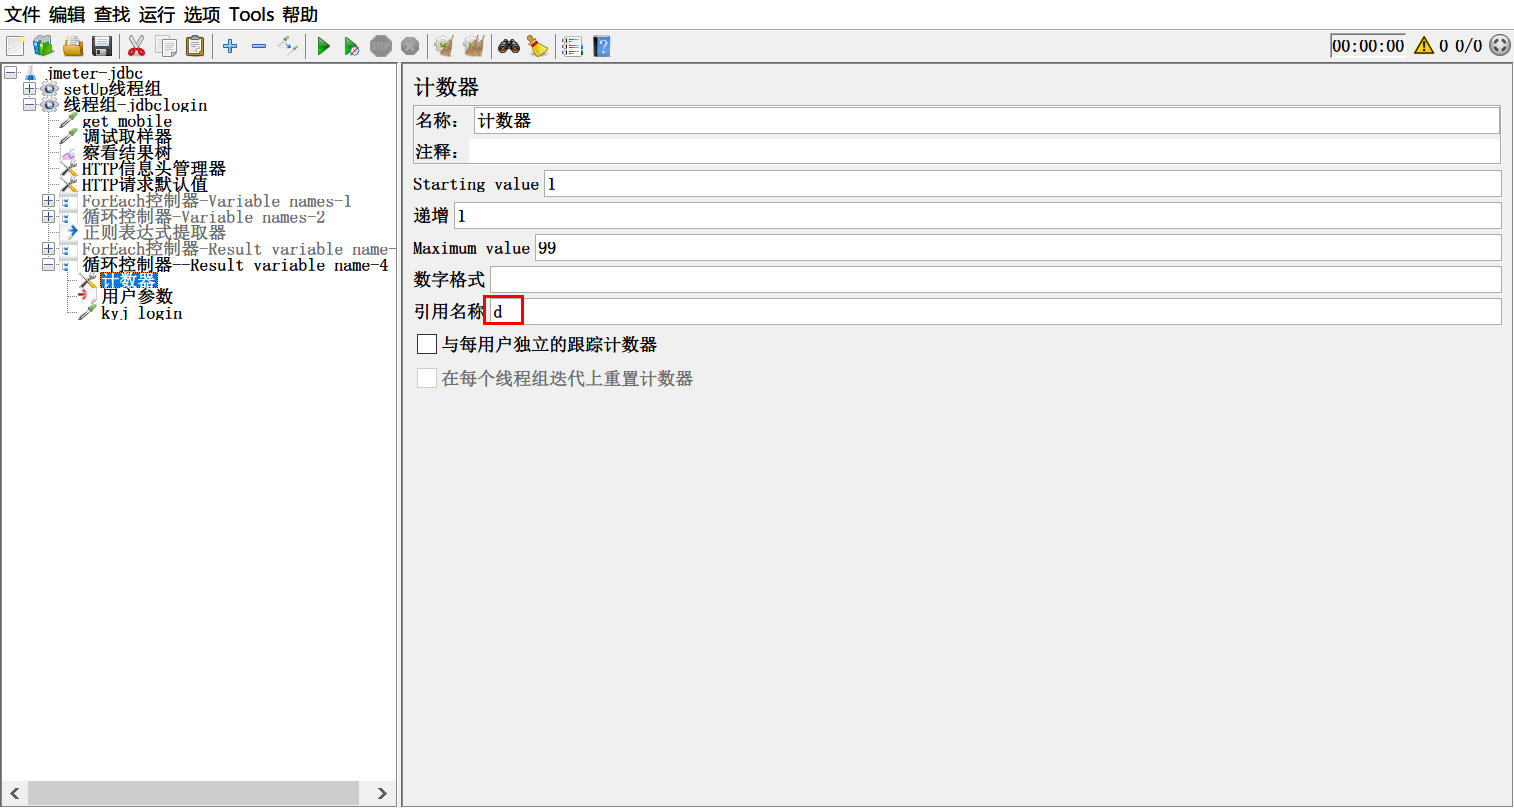 文件 编辑 查找 运行 选项 Tools 帮助
00:00:00 0 0/0
jmeter-jdbc
setUp线程组
线程组-jdbclogin
get mobile
调试取样器
察看结果树
HTTP信息头管理器
HTTP请求默认值
ForEach控制器-Variable names-1
循环控制器-Variable names-2
正则表达式提取器
ForEach控制器-Result variable name-
循环控制器--Result variable name-4
计数器
用户参数
kyj login
计数器
名称： 计数器
注释：
Starting value 1
递增 1
Maximum value 99
数字格式
引用名称 d
与每用户独立的跟踪计数器
在每个线程组迭代上重置计数器